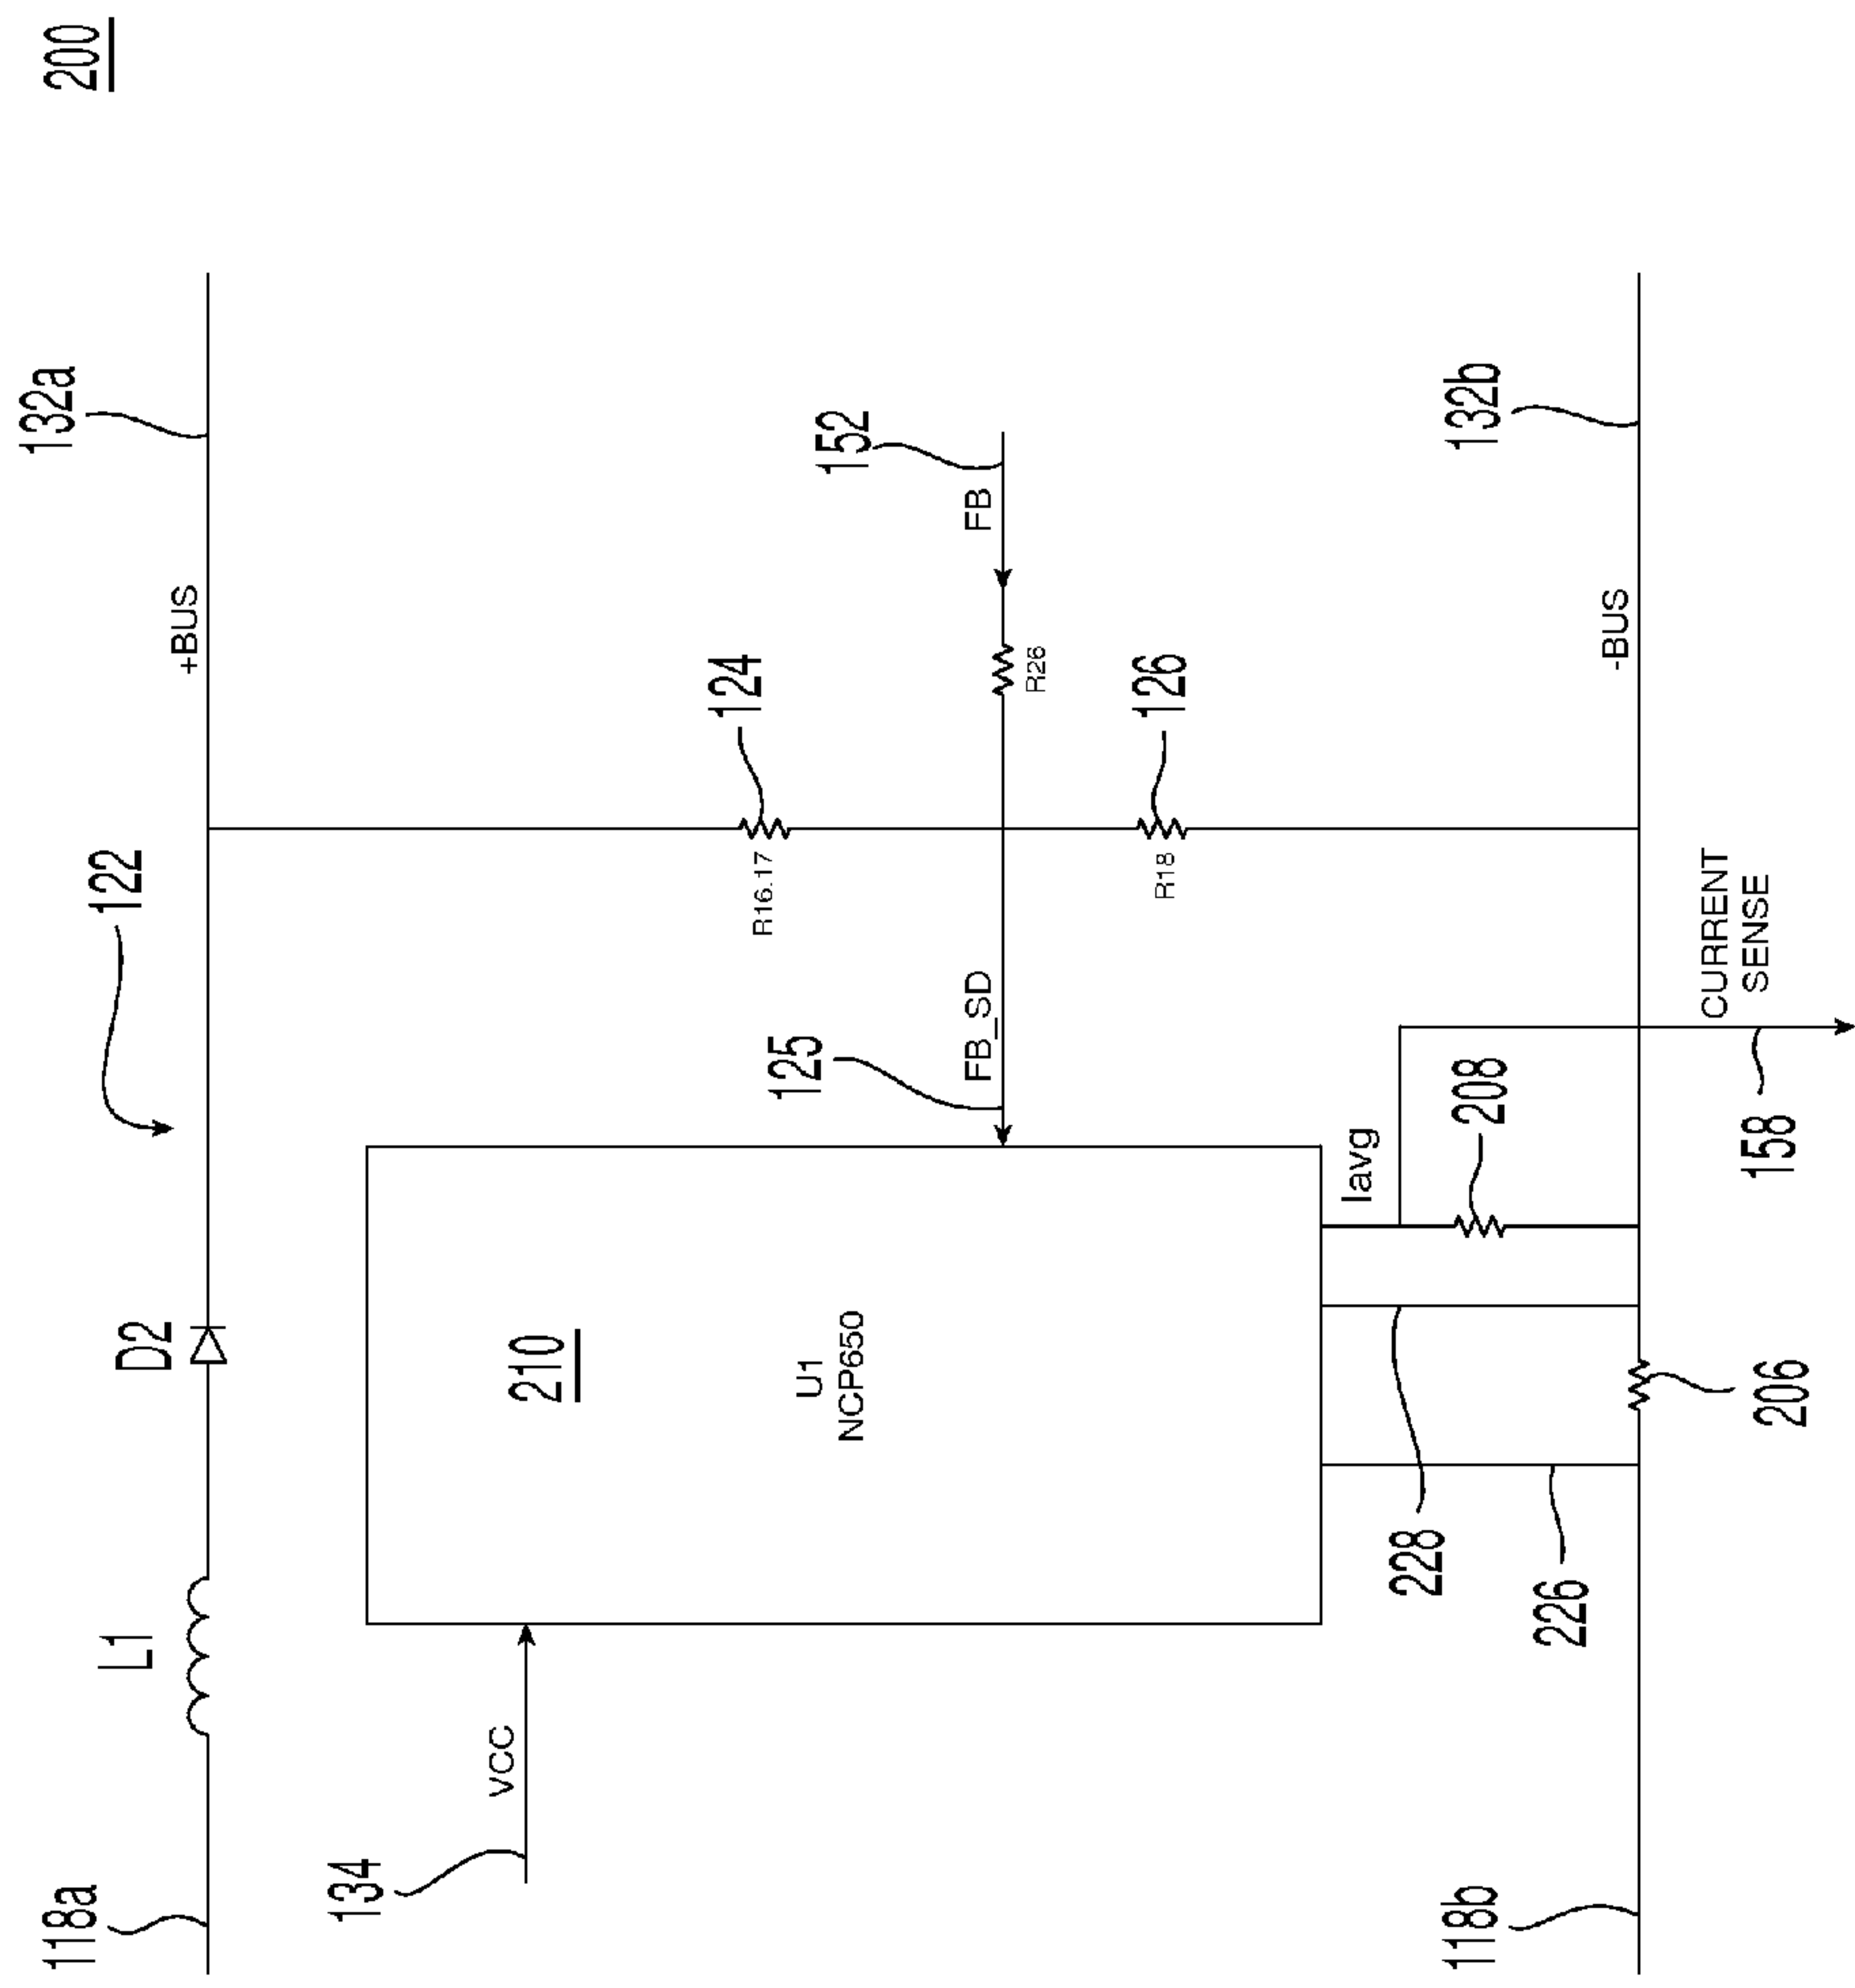 200
118a
L1
D2
122
+BUS
132a
134
VCC
210
U1
NCP650
125
FB_SD
R16.17
124
R18
126
R26
FB
152
Iavg
228
226
208
206
118b
158
CURRENT
SENSE
-BUS
132b